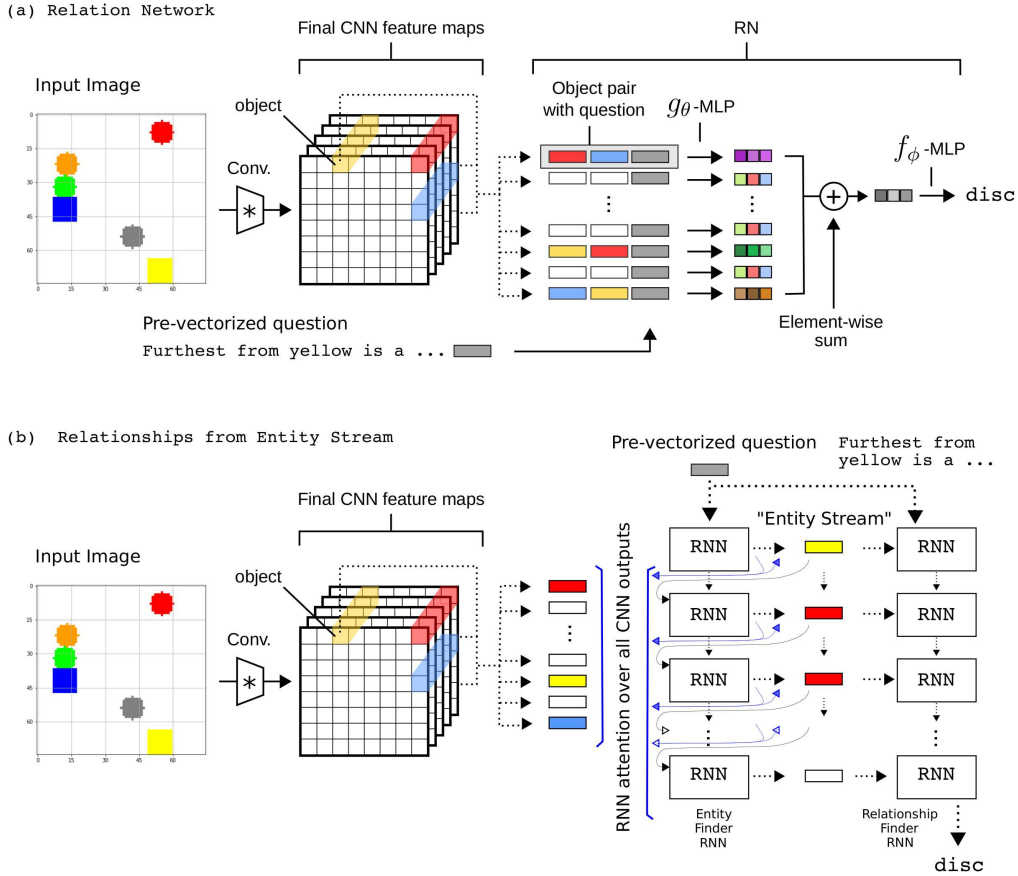 (a) Relation Network
Final CNN feature maps
RN
Input Image
object
Object pair
with question
gθ-MLP
fϕ-MLP
Conv.
*
+
disc
0
15
30
45
60
0 15 30 45 60
Element-wise
sum
Pre-vectorized question
Furthest from yellow is a ...
(b) Relationships from Entity Stream
Pre-vectorized question
Furthest from
yellow is a ...
Final CNN feature maps
"Entity Stream"
Input Image
object
Conv.
*
0
15
30
45
60
0 15 30 45 60
RNN attention over all CNN outputs
RNN RNN
RNN RNN
RNN RNN
RNN RNN
Entity
Finder
RNN
Relationship
Finder
RNN
disc